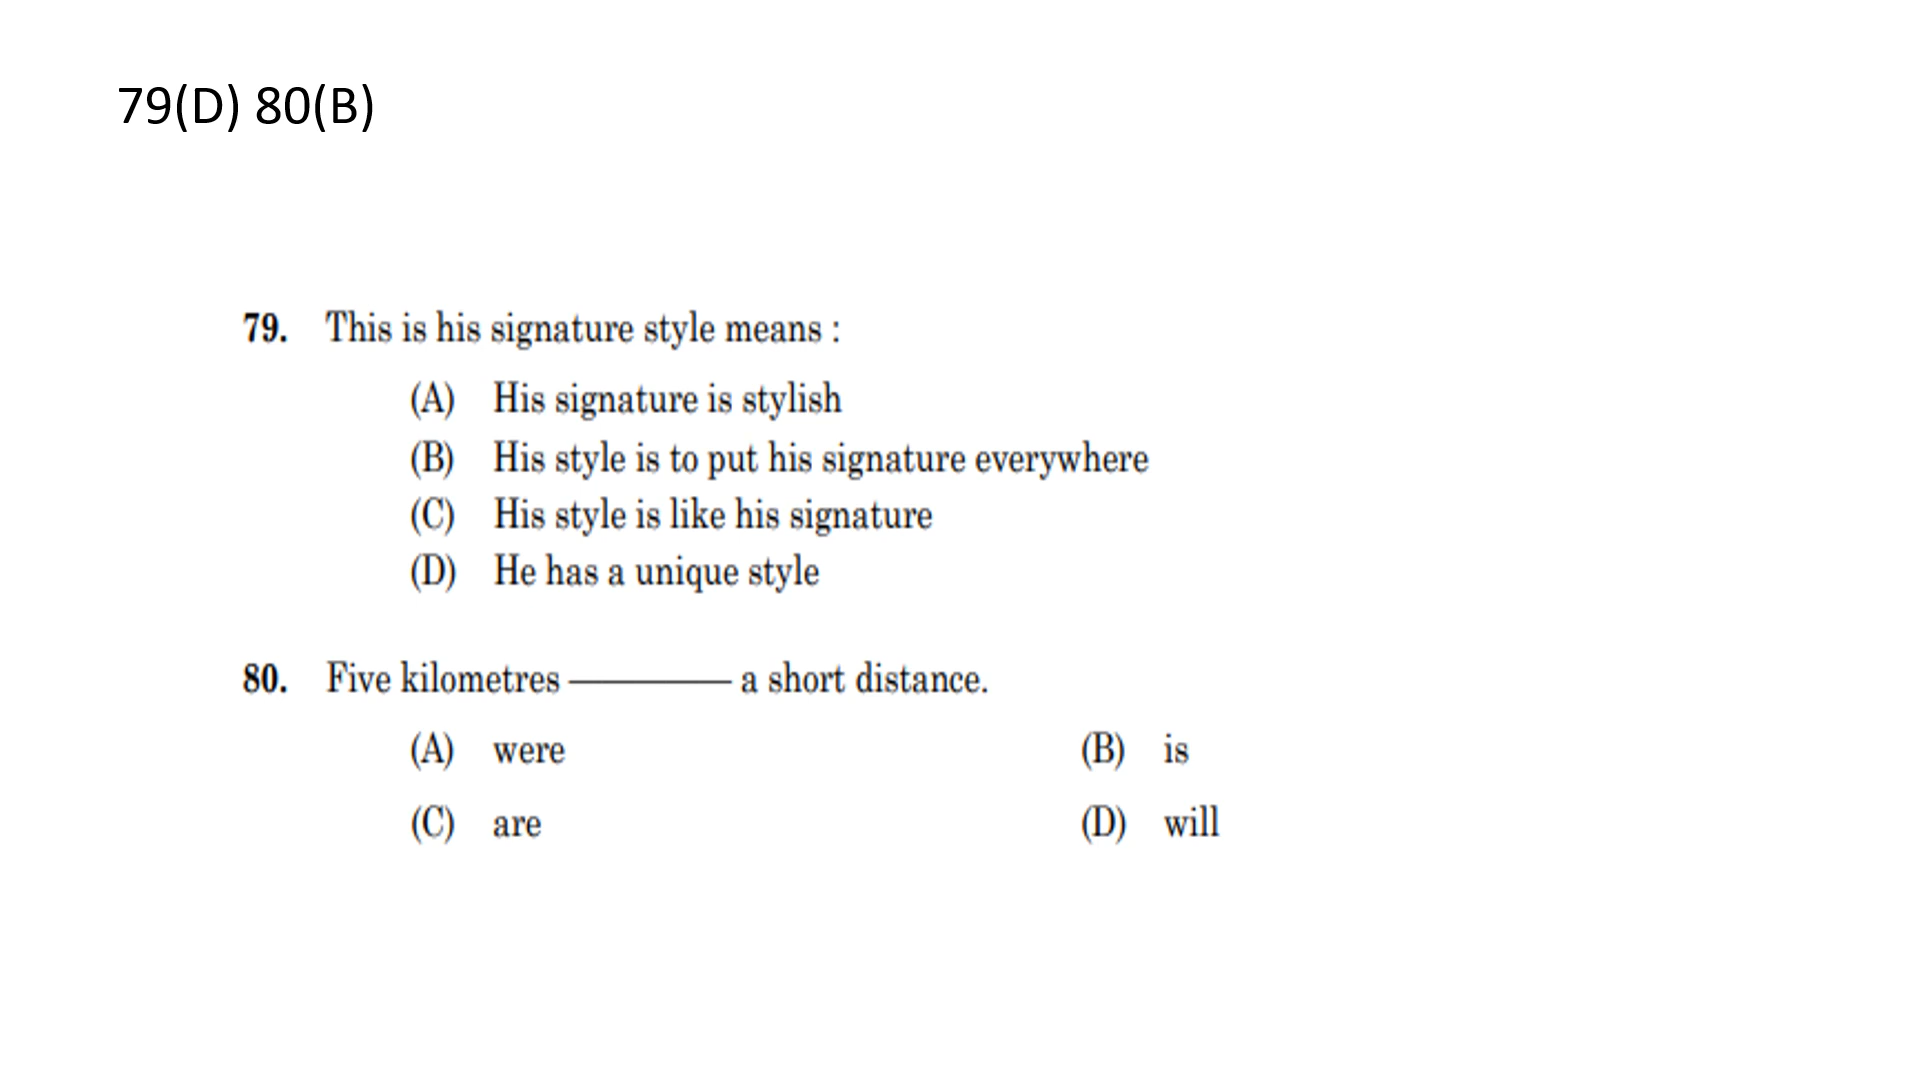 79(D) 80(B)
79. This is his signature style means :
(A) His signature is stylish
(B) His style is to put his signature everywhere
(C) His style is like his signature
(D) He has a unique style
80. Five kilometres ———— a short distance.
(A) were (B) is
(C) are (D) will